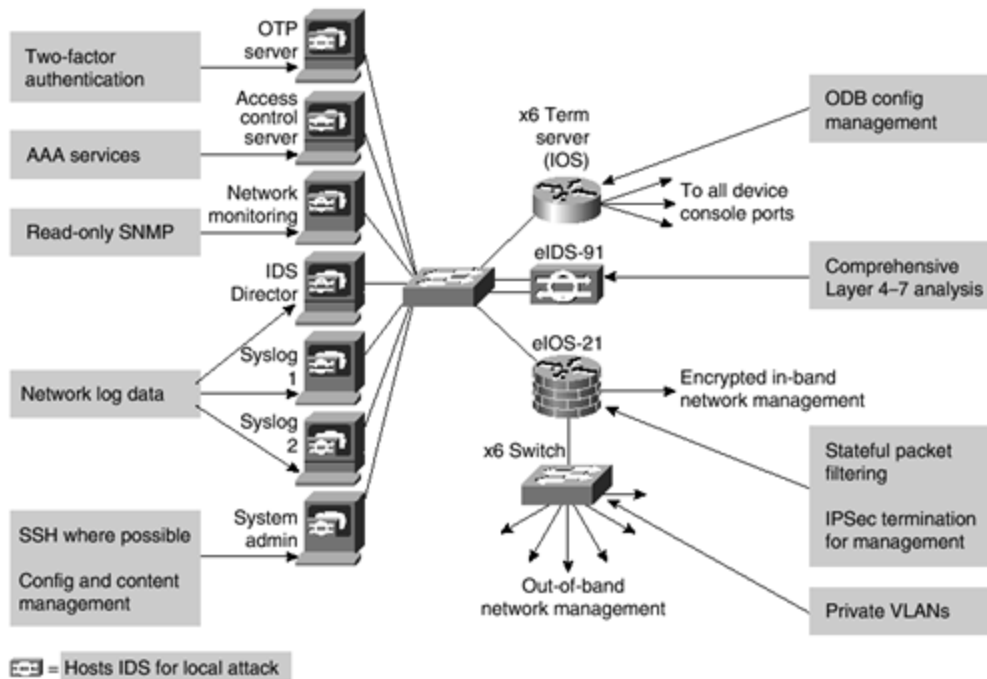 OTP
server
Two-factor
authentication
Access
control
server
AAA services
Network
monitoring
Read-only SNMP
IDS
Director
Syslog
1
Network log data
Syslog
2
System
admin
SSH where possible
Config and content
management
x6 Term
server
(IOS)
ODB config
management
To all device
console ports
eIDS-91
Comprehensive
Layer 4–7 analysis
eIOS-21
Encrypted in-band
network management
x6 Switch
Stateful packet
filtering
IPSec termination
for management
Out-of-band
network management
Private VLANs
= Hosts IDS for local attack